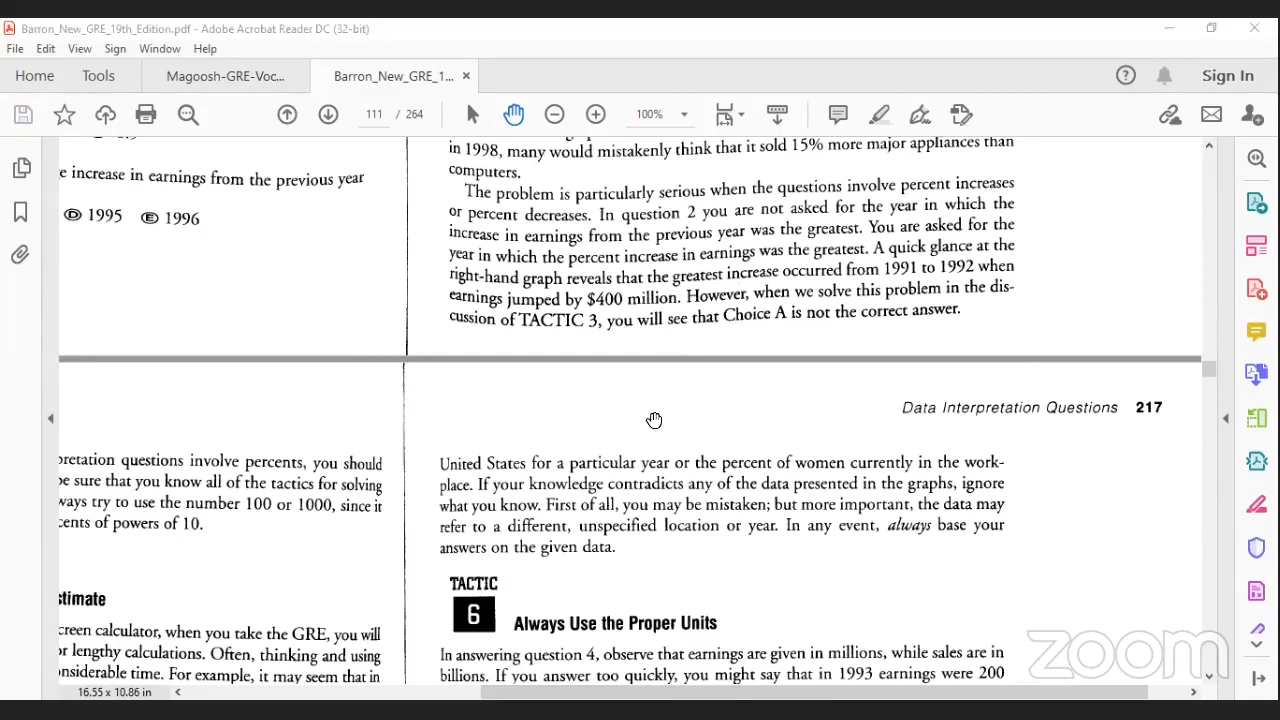 Barron_New_GRE_19th_Edition.pdf - Adobe Acrobat Reader DC (32-bit)
File Edit View Sign Window Help
Home Tools Magoosh-GRE-Voc... Barron_New_GRE_1... ×
111 / 264 100% Sign In
e increase in earnings from the previous year
D 1995 E 1996
in 1998, many would mistakenly think that it sold 15% more major appliances than
computers.
The problem is particularly serious when the questions involve percent increases
or percent decreases. In question 2 you are not asked for the year in which the
increase in earnings from the previous year was the greatest. You are asked for the
year in which the percent increase in earnings was the greatest. A quick glance at the
right-hand graph reveals that the greatest increase occurred from 1991 to 1992 when
earnings jumped by $400 million. However, when we solve this problem in the dis-
cussion of TACTIC 3, you will see that Choice A is not the correct answer.
Data Interpretation Questions 217
pretation questions involve percents, you should
be sure that you know all of the tactics for solving
ways try to use the number 100 or 1000, since it
cents of powers of 10.
stimate
creen calculator, when you take the GRE, you will
or lengthy calculations. Often, thinking and using
onsiderable time. For example, it may seem that in
United States for a particular year or the percent of women currently in the work-
place. If your knowledge contradicts any of the data presented in the graphs, ignore
what you know. First of all, you may be mistaken; but more important, the data may
refer to a different, unspecified location or year. In any event, always base your
answers on the given data.
TACTIC
6 Always Use the Proper Units
In answering question 4, observe that earnings are given in millions, while sales are in
billions. If you answer too quickly, you might say that in 1993 earnings were 200
16.55 x 10.86 in
zoom